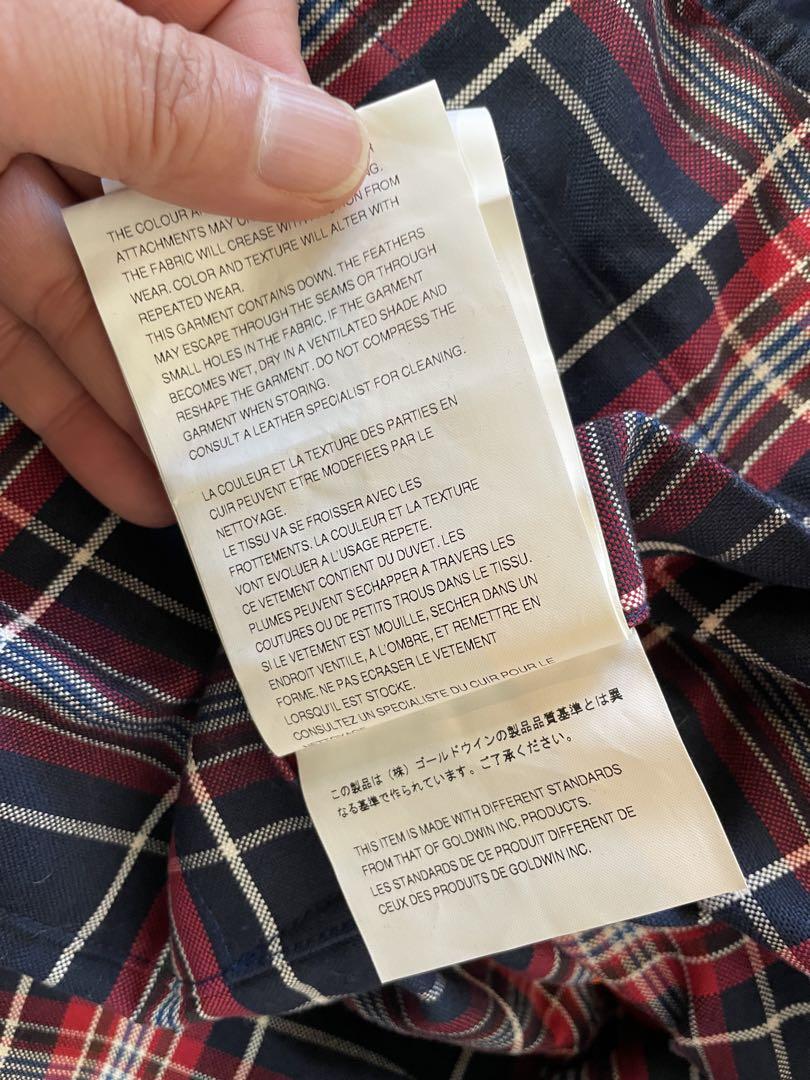 NG.
THE COLOUR
ATTACHMENTS MAY
THE FABRIC WILL CREASE WITH FROM
WEAR. COLOR AND TEXTURE WILL ALTER WITH
REPEATED WEAR.
THIS GARMENT CONTAINS DOWN. THE FEATHERS
MAY ESCAPE THROUGH THE SEAMS OR THROUGH
SMALL HOLES IN THE FABRIC. IF THE GARMENT
BECOMES WET, DRY IN A VENTILATED SHADE AND
RESHAPE THE GARMENT. DO NOT COMPRESS THE
GARMENT WHEN STORING.
CONSULT A LEATHER SPECIALIST FOR CLEANING.
LA COULEUR ET LA TEXTURE DES PARTIES EN
CUIR PEUVENT ETRE MODEFIEES PAR LE
NETTOYAGE.
LE TISSU VA SE FROISSER AVEC LES
FROTTEMENTS. LA COULEUR ET LA TEXTURE
VONT EVOLUER A L'USAGE REPETE.
CE VETEMENT CONTIENT DU DUVET. LES
PLUMES PEUVENT S'ECHAPPER A TRAVERS LES
COUTURES OU DE PETITS TROUS DANS LE TISSU.
SI LE VETEMENT EST MOUILLE, SECHER DANS UN
ENDROIT VENTILE, A L'OMBRE, ET REMETTRE EN
FORME. NE PAS ECRASER LE VETEMENT
LORSQU'IL EST STOCKE.
CONSULTEZ UN SPECIALISTE DU CUIR POUR LE
この製品は（株）ゴールドウインの製品品質基準とは異
なる基準で作られています。ご了承ください。
THIS ITEM IS MADE WITH DIFFERENT STANDARDS
FROM THAT OF GOLDWIN INC. PRODUCTS.
LES STANDARDS DE CE PRODUIT DIFFERENT DE
CEUX DES PRODUITS DE GOLDWIN INC.